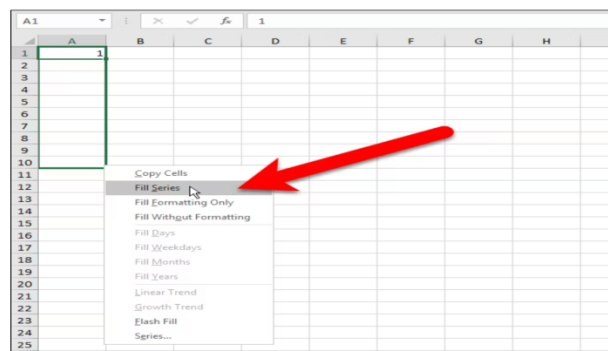 A1 fx 1
A B C D E F G H
1 1
2
3
4
5
6
7
8
9
10
11 Copy Cells
12 Fill Series
13 Fill Formatting Only
14 Fill Without Formatting
15
16 Fill Days
17 Fill Weekdays
18 Fill Months
19 Fill Years
20
21 Linear Trend
22 Growth Trend
23 Flash Fill
24 Series...
25